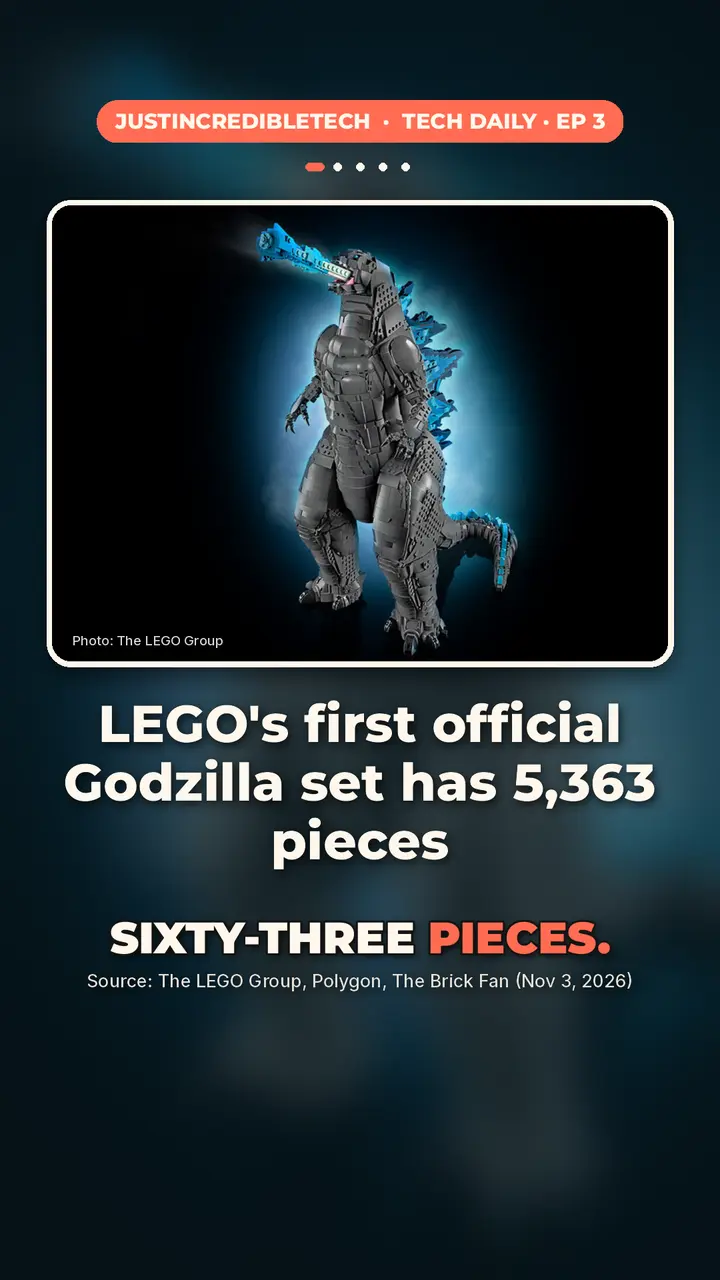 JUSTINCREDIBLETECH · TECH DAILY · EP 3
Photo: The LEGO Group
LEGO's first official
Godzilla set has 5,363
pieces
SIXTY-THREE PIECES.
Source: The LEGO Group, Polygon, The Brick Fan (Nov 3, 2026)